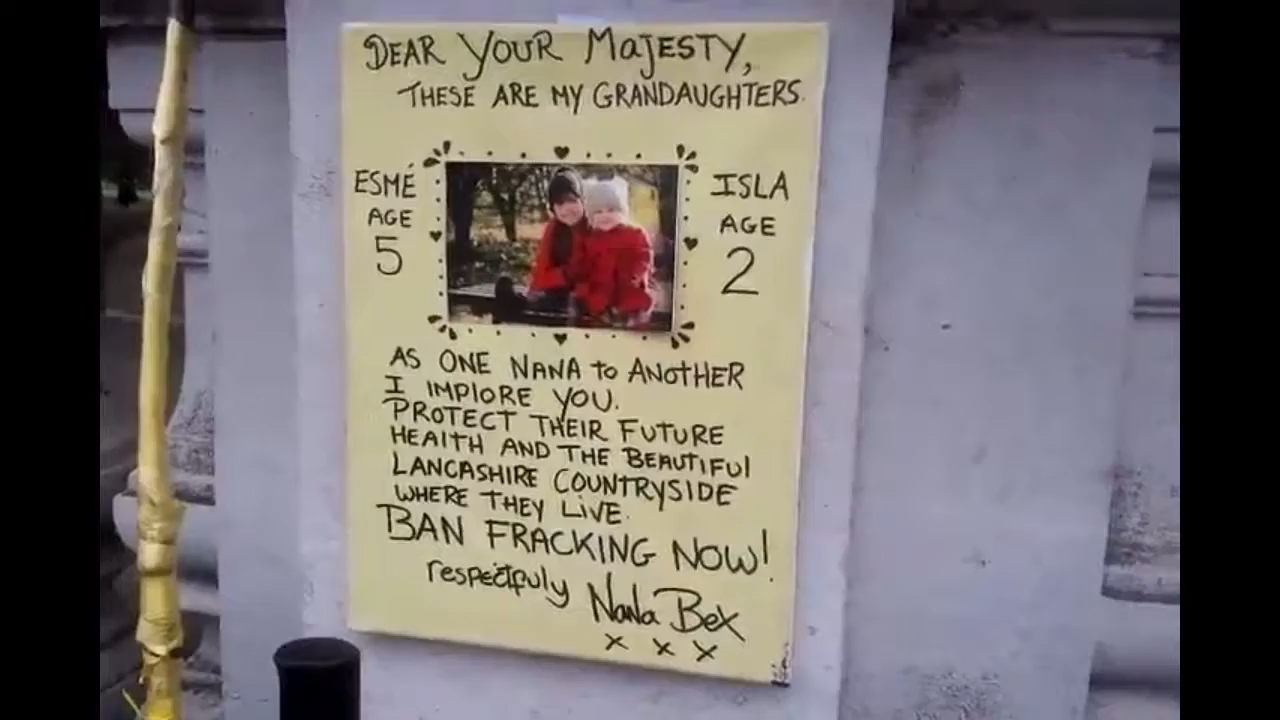 DEAR YOUR MAJESTY,
THESE ARE MY GRANDAUGHTERS.
ESMÉ
AGE
5
ISLA
AGE
2
AS ONE NANA to ANOTHER
I IMPlORE YOU.
PROTECT THEIR FUTURE
HEAlTH AND THE BEAUTIFUl
LANCASHIRE COUNTRYSIDE
WHERE THEY LIVE.
BAN FRACKING NOW!
respectfuly Nana Bex
x x x